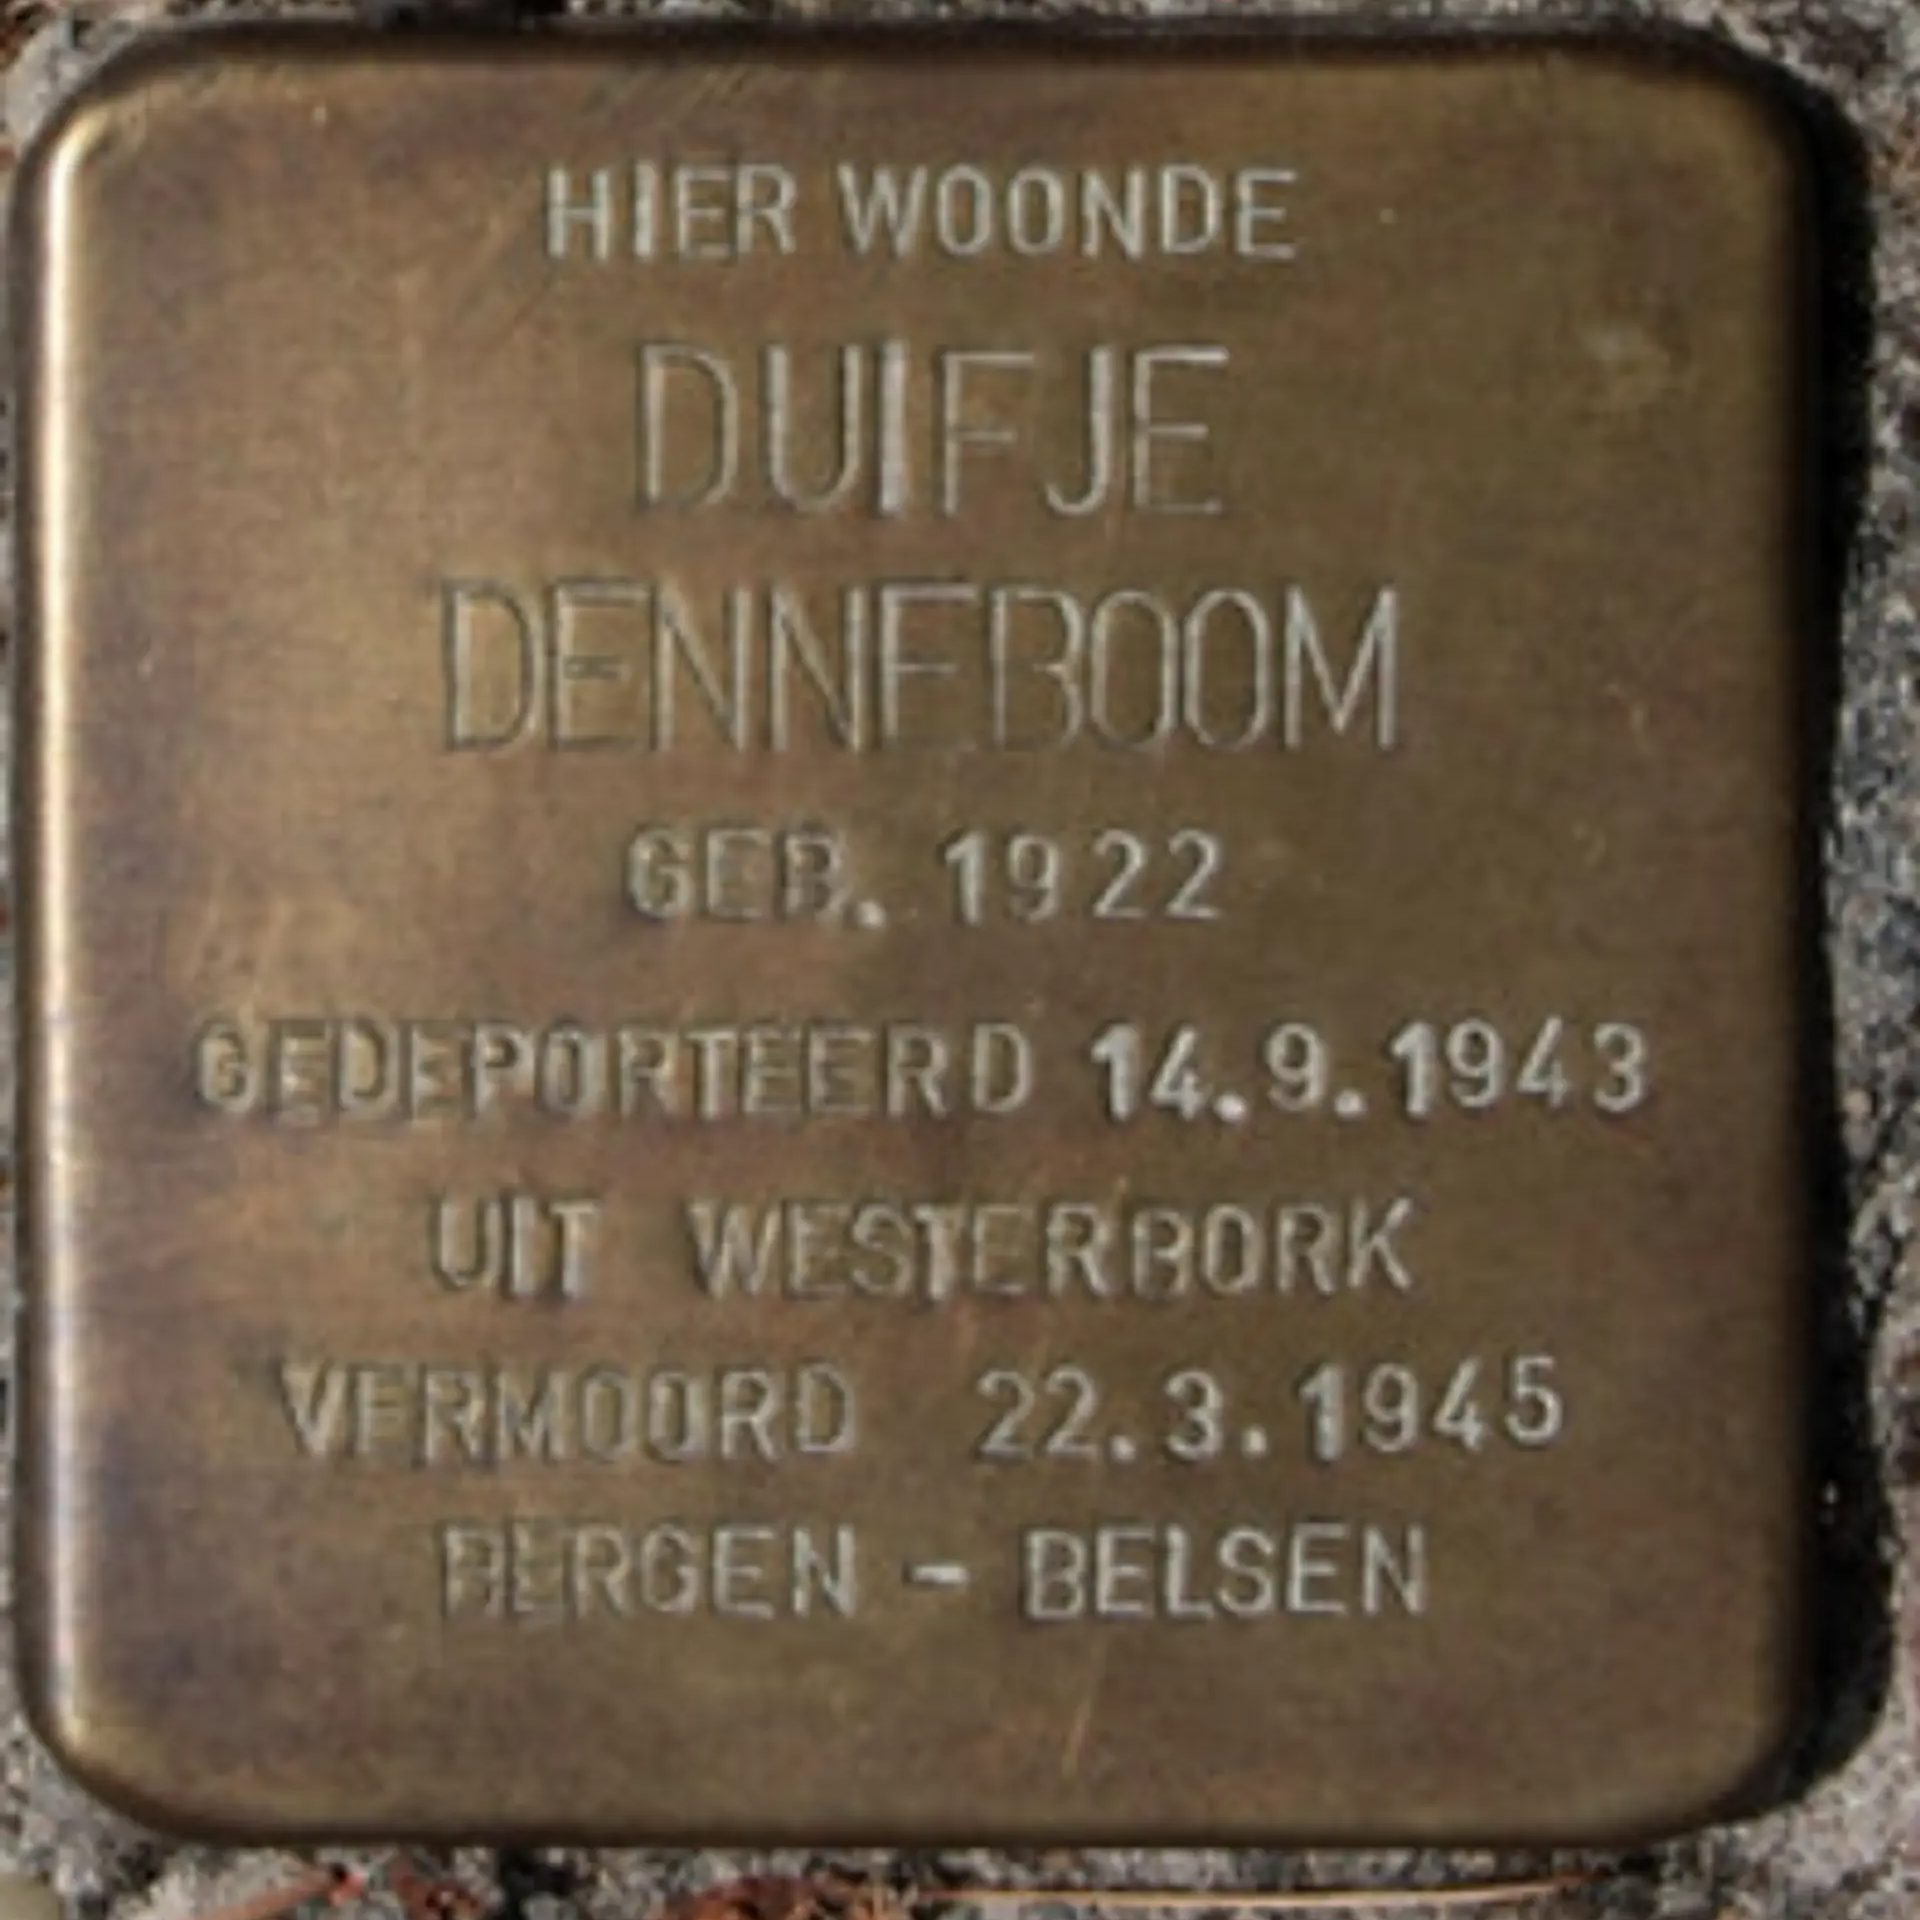 HIER WOONDE
DUIFJE
DENNEBOOM
GEB. 1922
GEDEPORTEERD 14.9.1943
UIT WESTERBORK
VERMOORD 22.3.1945
BERGEN - BELSEN